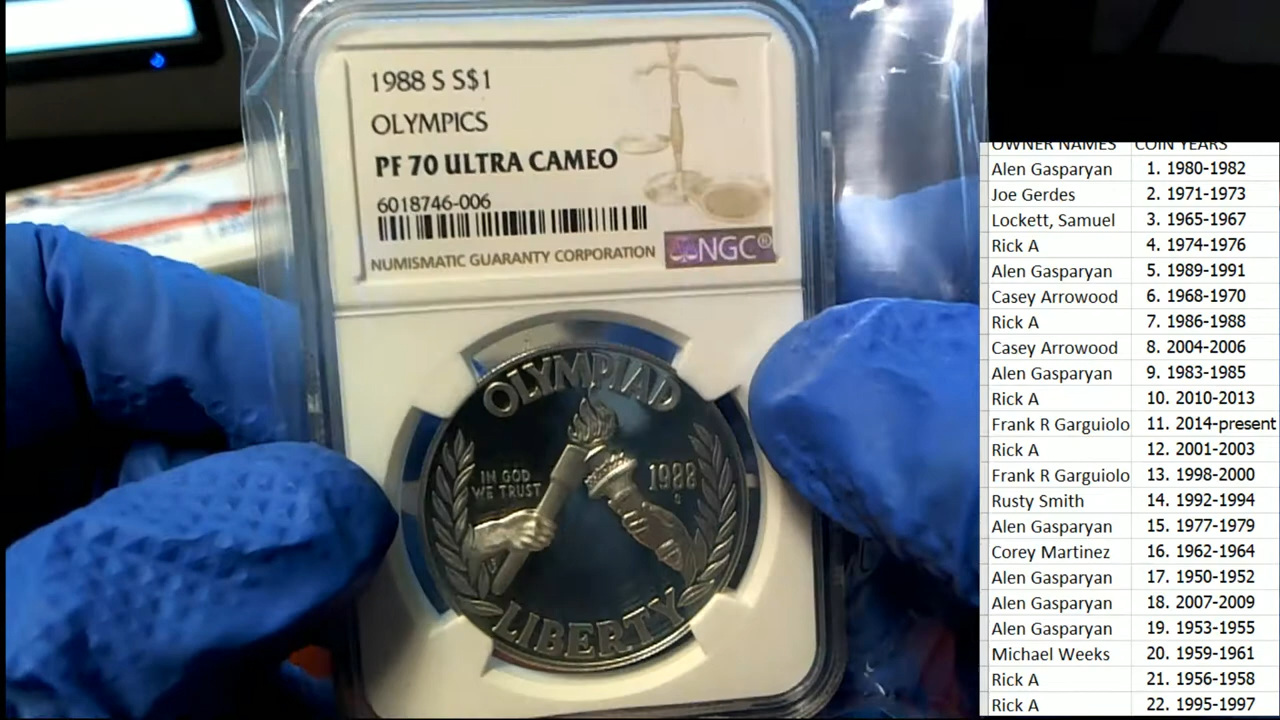 1988 S S$1
OLYMPICS
PF 70 ULTRA CAMEO
6018746-006
NUMISMATIC GUARANTY CORPORATION
NGC®
OLYMPIAD
IN GOD
WE TRUST
1988
S
LIBERTY
OWNER NAMES COIN YEARS
Alen Gasparyan 1. 1980-1982
Joe Gerdes 2. 1971-1973
Lockett, Samuel 3. 1965-1967
Rick A 4. 1974-1976
Alen Gasparyan 5. 1989-1991
Casey Arrowood 6. 1968-1970
Rick A 7. 1986-1988
Casey Arrowood 8. 2004-2006
Alen Gasparyan 9. 1983-1985
Rick A 10. 2010-2013
Frank R Garguiolo 11. 2014-present
Rick A 12. 2001-2003
Frank R Garguiolo 13. 1998-2000
Rusty Smith 14. 1992-1994
Alen Gasparyan 15. 1977-1979
Corey Martinez 16. 1962-1964
Alen Gasparyan 17. 1950-1952
Alen Gasparyan 18. 2007-2009
Alen Gasparyan 19. 1953-1955
Michael Weeks 20. 1959-1961
Rick A 21. 1956-1958
Rick A 22. 1995-1997